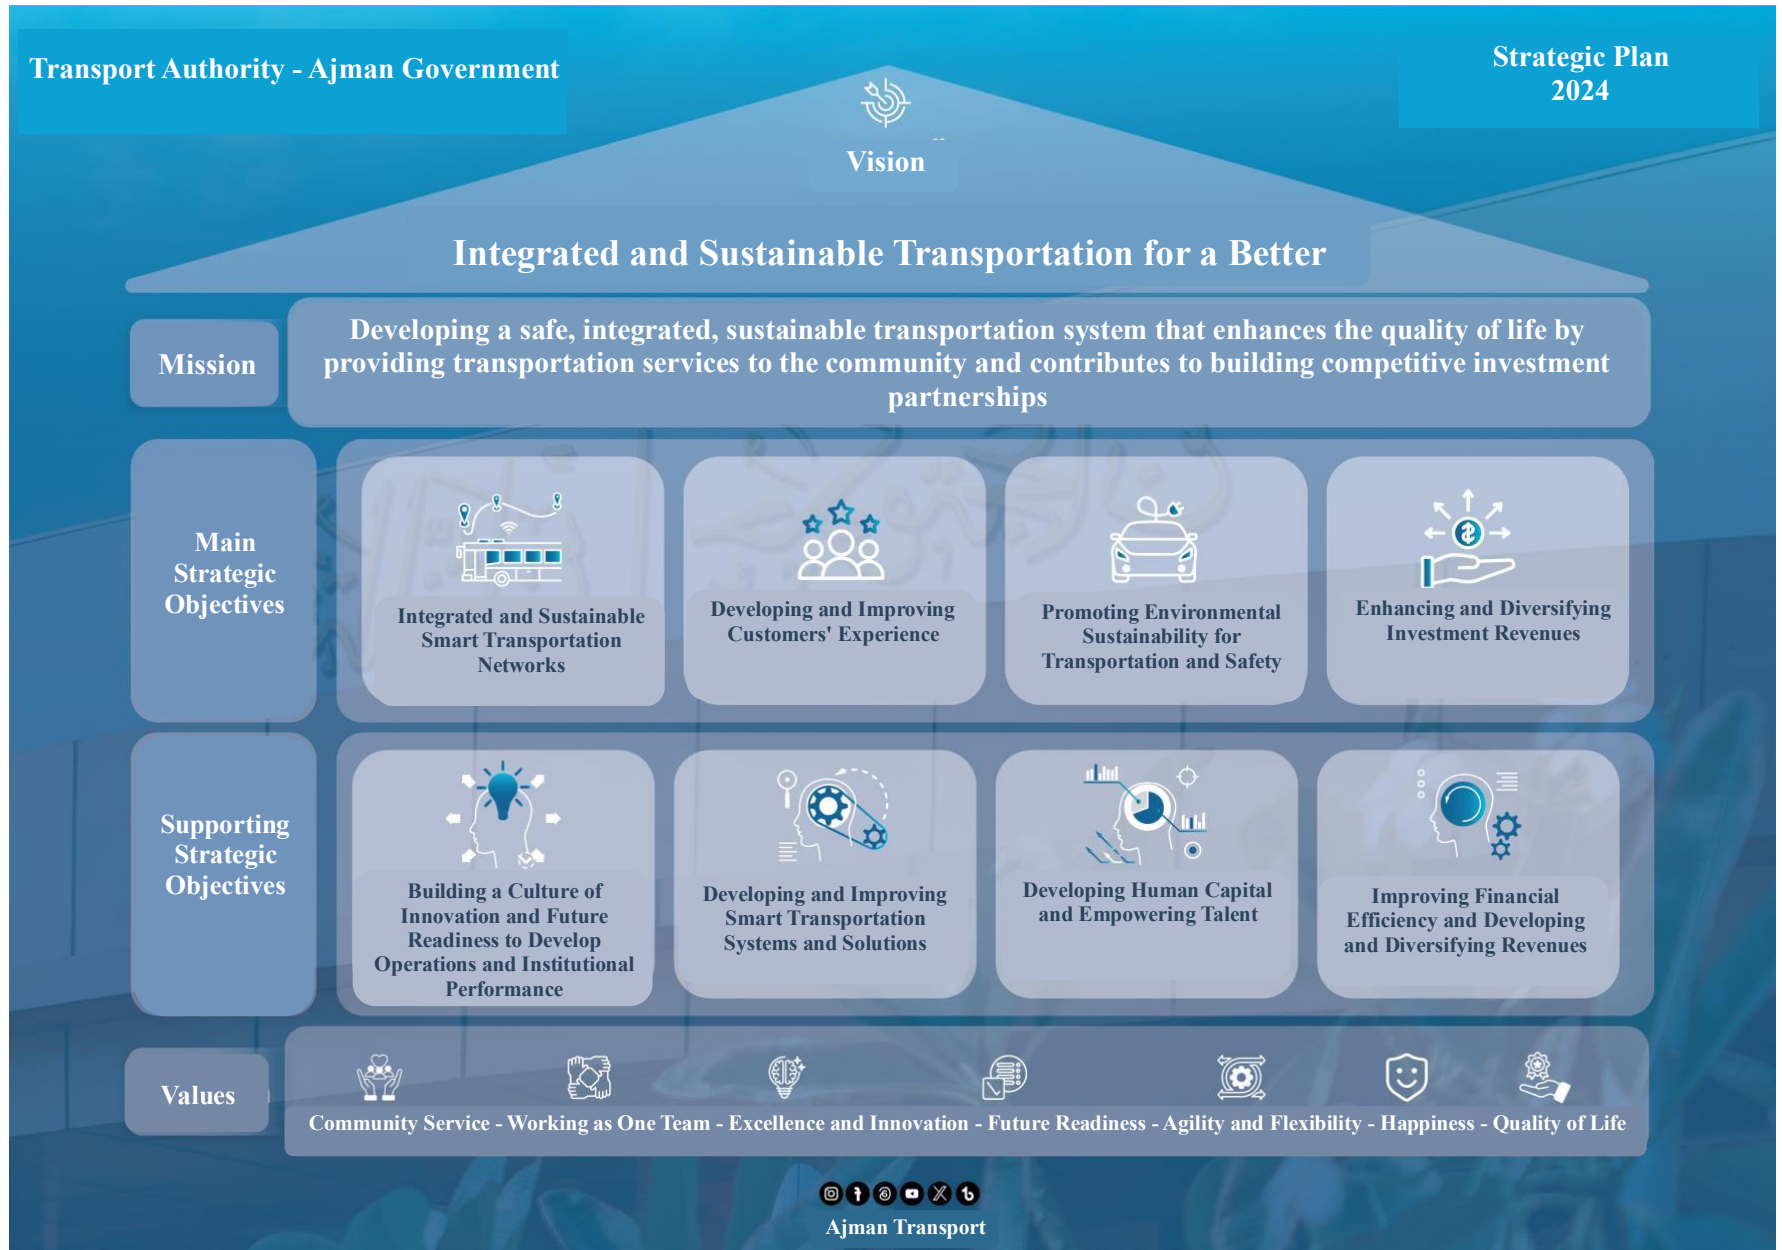 Transport Authority - Ajman Government
Strategic Plan
2024
Vision
Integrated and Sustainable Transportation for a Better
Mission
Developing a safe, integrated, sustainable transportation system that enhances the quality of life by
providing transportation services to the community and contributes to building competitive investment
partnerships
Main
Strategic
Objectives
Integrated and Sustainable
Smart Transportation
Networks
Developing and Improving
Customers' Experience
Promoting Environmental
Sustainability for
Transportation and Safety
Enhancing and Diversifying
Investment Revenues
Supporting
Strategic
Objectives
Building a Culture of
Innovation and Future
Readiness to Develop
Operations and Institutional
Performance
Developing and Improving
Smart Transportation
Systems and Solutions
Developing Human Capital
and Empowering Talent
Improving Financial
Efficiency and Developing
and Diversifying Revenues
Values
Community Service - Working as One Team - Excellence and Innovation - Future Readiness - Agility and Flexibility - Happiness - Quality of Life
Ajman Transport